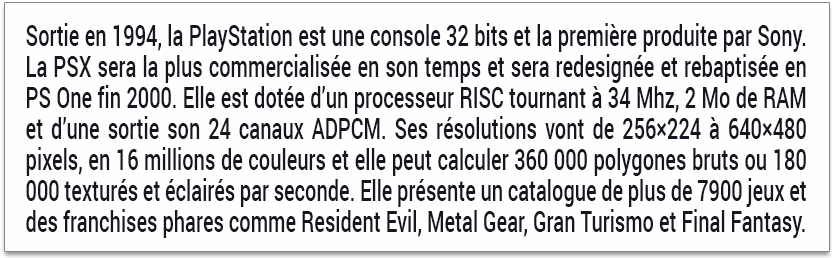 Sortie en 1994, la PlayStation est une console 32 bits et la première produite par Sony.
La PSX sera la plus commercialisée en son temps et sera redesignée et rebaptisée en
PS One fin 2000. Elle est dotée d’un processeur RISC tournant à 34 Mhz, 2 Mo de RAM
et d’une sortie son 24 canaux ADPCM. Ses résolutions vont de 256×224 à 640×480
pixels, en 16 millions de couleurs et elle peut calculer 360 000 polygones bruts ou 180
000 texturés et éclairés par seconde. Elle présente un catalogue de plus de 7900 jeux et
des franchises phares comme Resident Evil, Metal Gear, Gran Turismo et Final Fantasy.